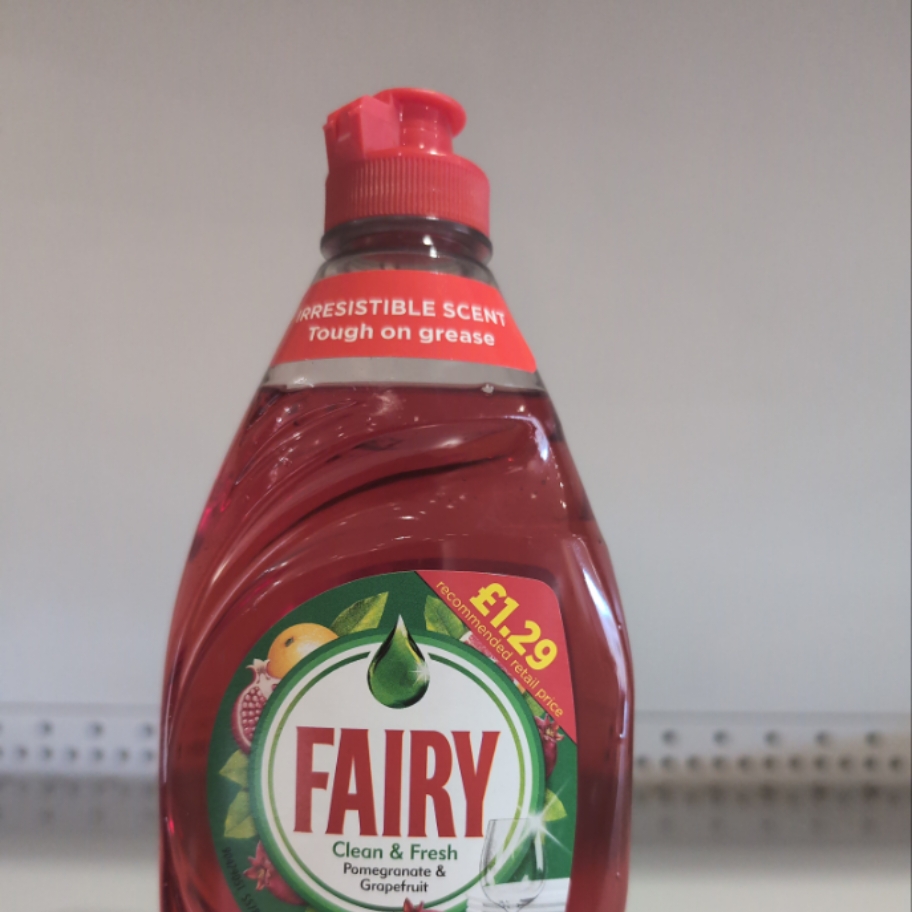 IRRESISTIBLE SCENT
Tough on grease
£1.29
recommended retail price
FAIRY
Clean & Fresh
Pomegranate &
Grapefruit